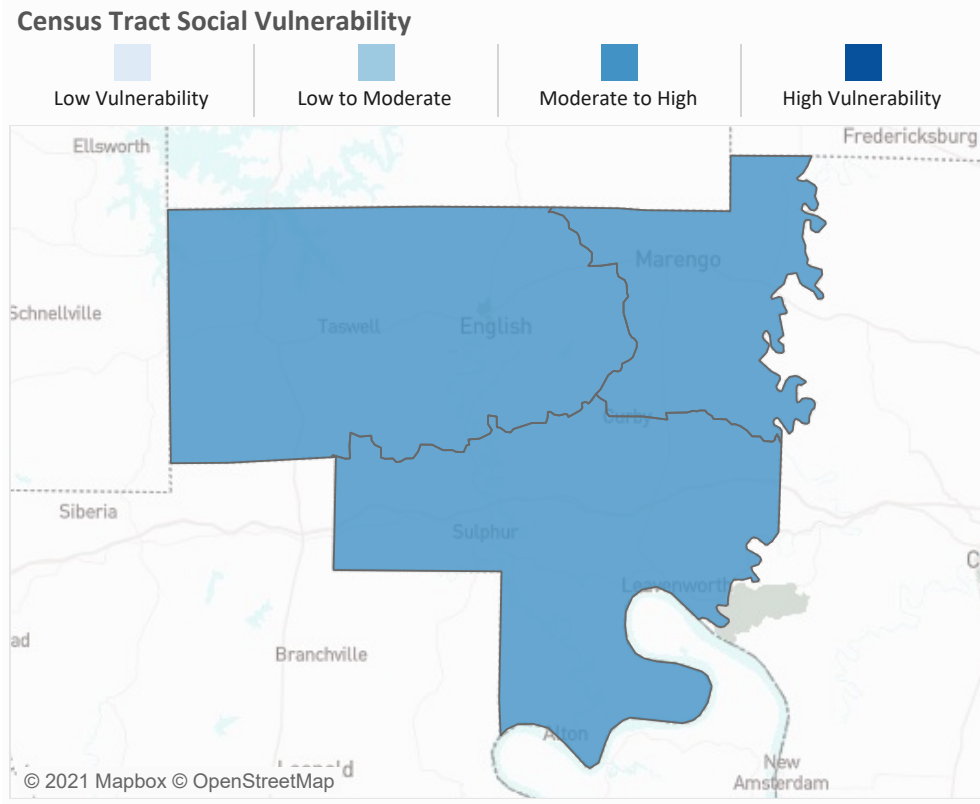 Census Tract Social Vulnerability
Low Vulnerability
Low to Moderate
Moderate to High
High Vulnerability
Ellsworth
Fredericksburg
Marengo
Schnellville
Taswell
English
Curby
Siberia
Sulphur
Leavenworth
Branchville
Alton
New
Amsterdam
© 2021 Mapbox © OpenStreetMap